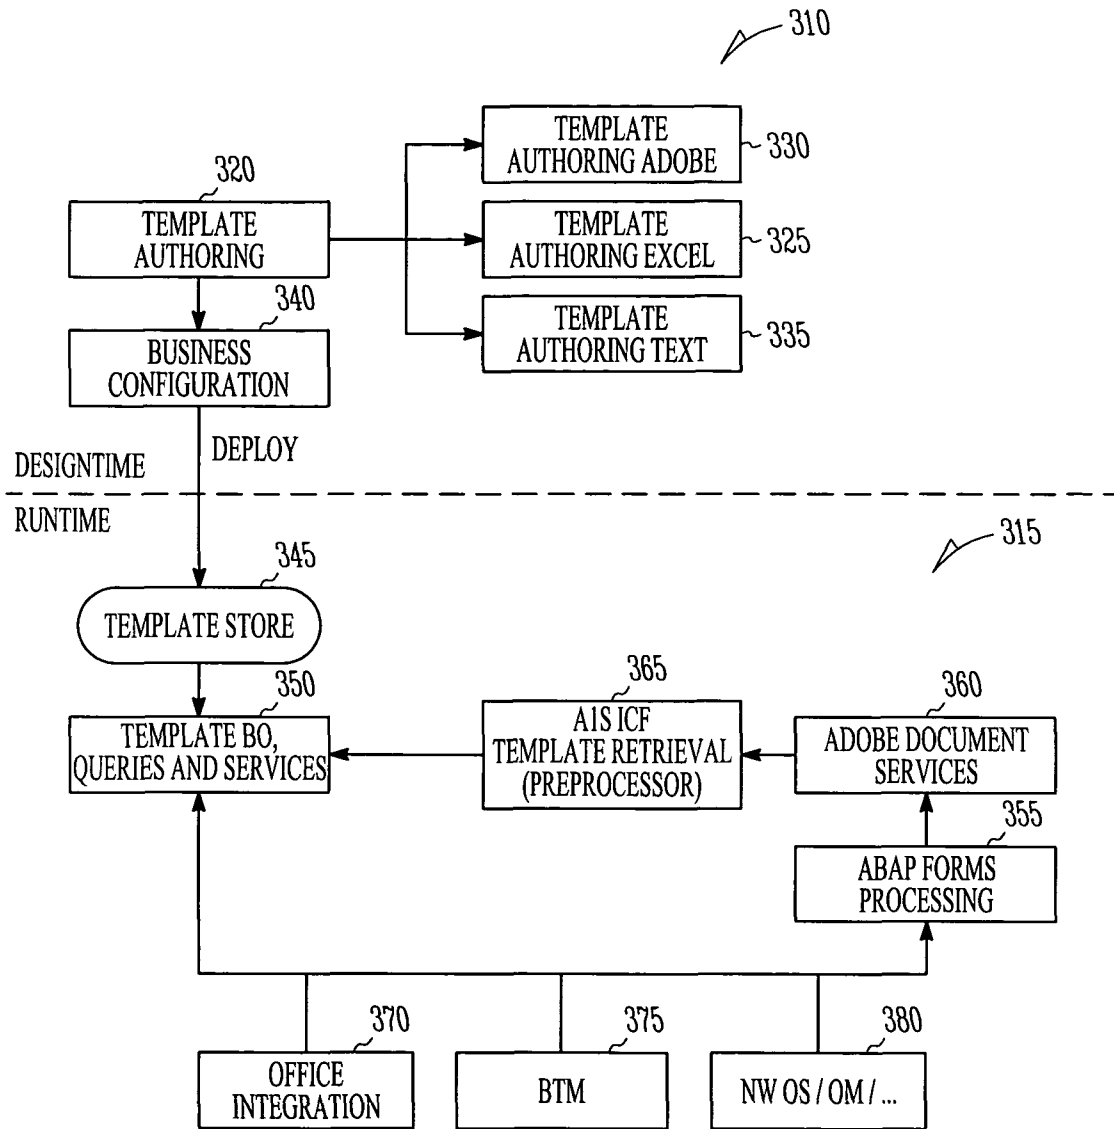 310
TEMPLATE
AUTHORING ADOBE
330
320
TEMPLATE
AUTHORING
TEMPLATE
AUTHORING EXCEL
325
340
BUSINESS
CONFIGURATION
TEMPLATE
AUTHORING TEXT
335
DEPLOY
DESIGNTIME
RUNTIME
315
345
TEMPLATE STORE
350
TEMPLATE BO,
QUERIES AND SERVICES
365
A1S ICF
TEMPLATE RETRIEVAL
(PREPROCESSOR)
360
ADOBE DOCUMENT
SERVICES
355
ABAP FORMS
PROCESSING
370
OFFICE
INTEGRATION
375
BTM
380
NW OS / OM / ...